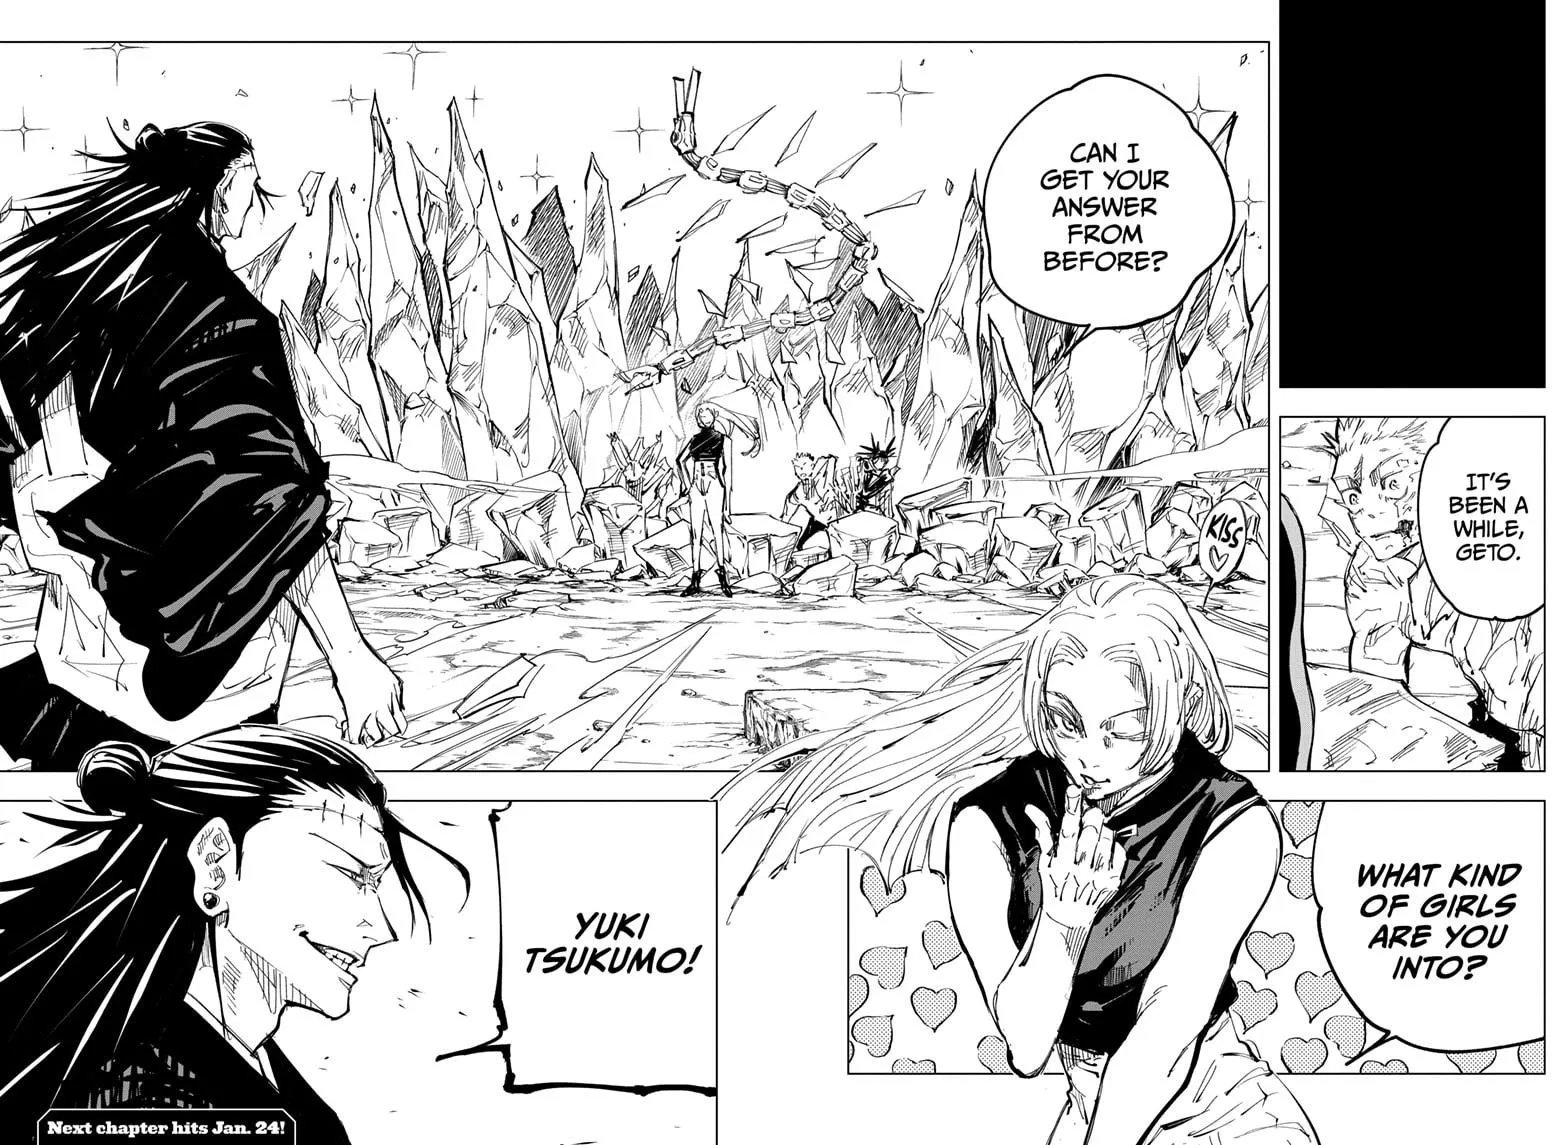 IT'S
BEEN A
WHILE,
GETO.
CAN I
GET YOUR
ANSWER
FROM
BEFORE?
KISS
WHAT KIND
OF GIRLS
ARE YOU
INTO?
YUKI
TSUKUMO!
Next chapter hits Jan. 24!